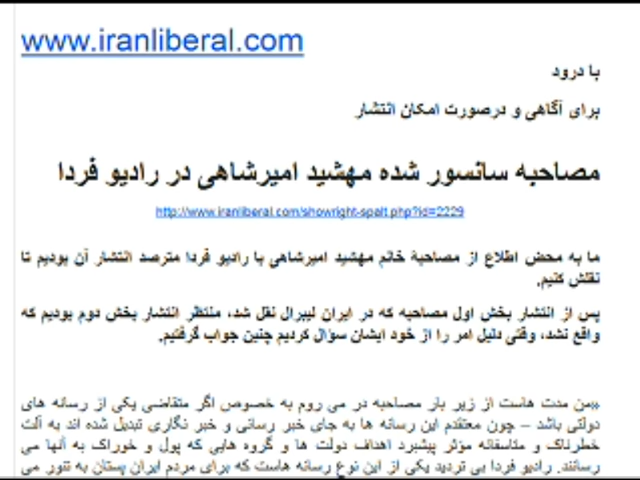 www.iranliberal.com
با درود
برای آگاهی و درصورت امکان انتشار
مصاحبه سانسور شده مهشید امیرشاهی در رادیو فردا
http://www.iranliberal.com/showright-spalt.php?id=2229
ما به محض اطلاع از مصاحبهٔ خانم مهشید امیرشاهی با رادیو فردا مترصد انتشار آن بودیم تا
نقلش کنیم.
پس از انتشار بخش اول مصاحبه که در ایران لیبرال نقل شد، منتظر انتشار بخش دوم بودیم که
واقع نشد، وقتی دلیل امر را از خود ایشان سؤال کردیم چنین جواب گرفتیم.
«من مدت هاست از زیر بار مصاحبه در می روم به خصوص اگر متقاضی یکی از رسانه های
دولتی باشد – چون معتقدم این رسانه ها به جای خبر رسانی و خبر نگاری تبدیل شده اند به آلت
خطرناک و متاسفانه مؤثر پیشبرد اهداف دولت ها و گروه هایی که پول و خوراک به آنها می
رسانند. رادیو فردا بی تردید یکی از این نوع رسانه هاست که برای مردم ایران پستان به تنور می